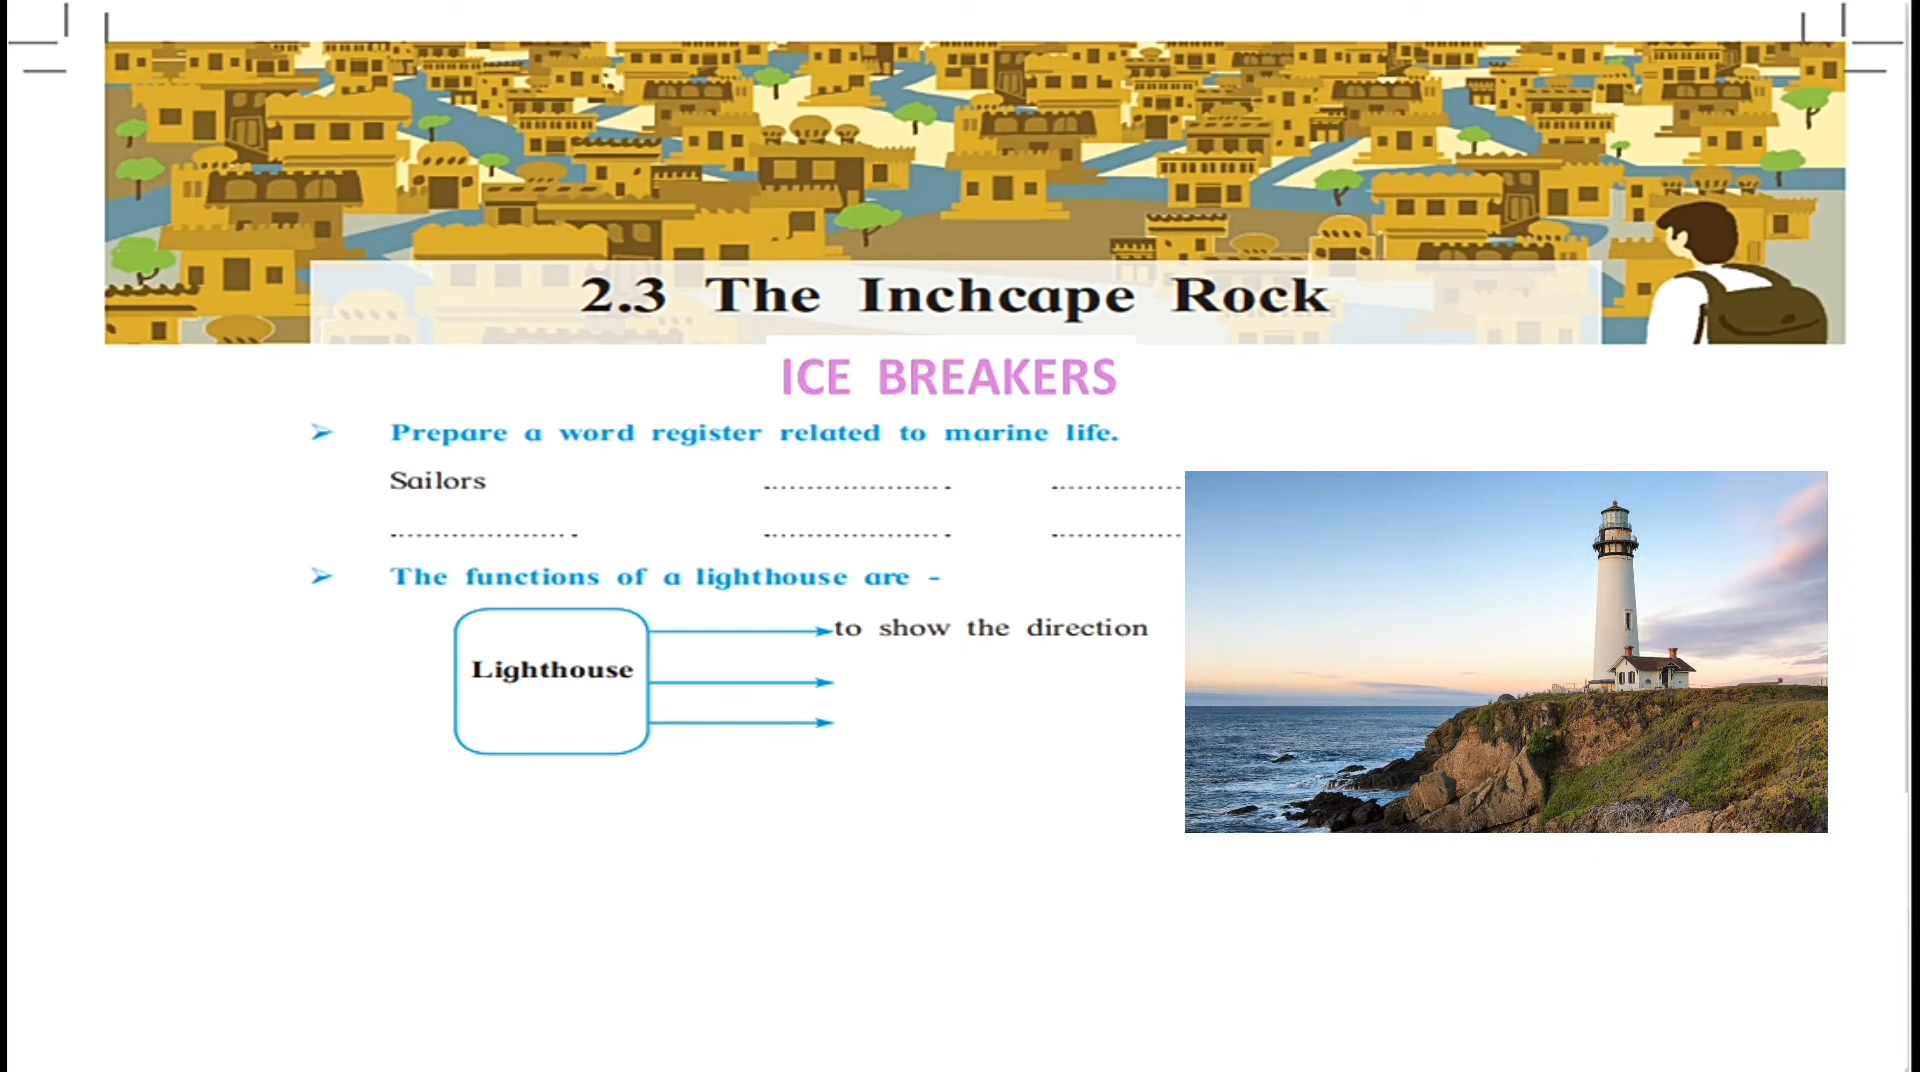 2.3 The Inchcape Rock
ICE BREAKERS
➢ Prepare a word register related to marine life.
Sailors ..................... .....................
..................... ..................... .....................
➢ The functions of a lighthouse are -
to show the direction
Lighthouse